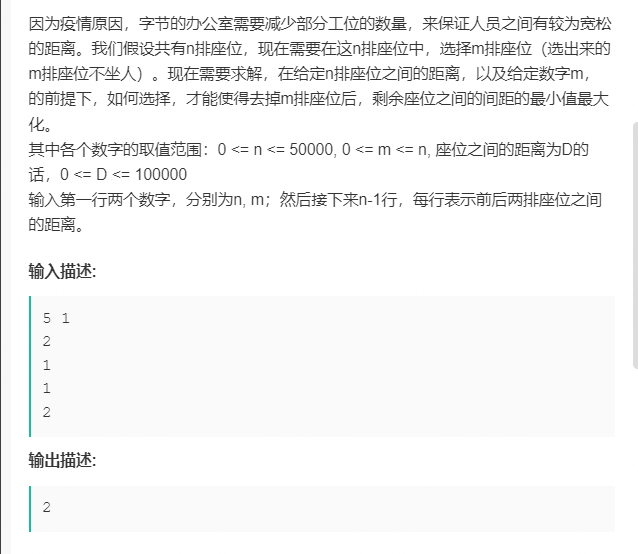 因为疫情原因，字节的办公室需要减少部分工位的数量，来保证人员之间有较为宽松
的距离。我们假设共有n排座位，现在需要在这n排座位中，选择m排座位（选出来的
m排座位不坐人）。现在需要求解，在给定n排座位之间的距离，以及给定数字m，
的前提下，如何选择，才能使得去掉m排座位后，剩余座位之间的间距的最小值最大
化。
其中各个数字的取值范围：0 <= n <= 50000, 0 <= m <= n, 座位之间的距离为D的
话，0 <= D <= 100000
输入第一行两个数字，分别为n, m；然后接下来n-1行，每行表示前后两排座位之间
的距离。
输入描述:
5 1
2
1
1
2
输出描述:
2